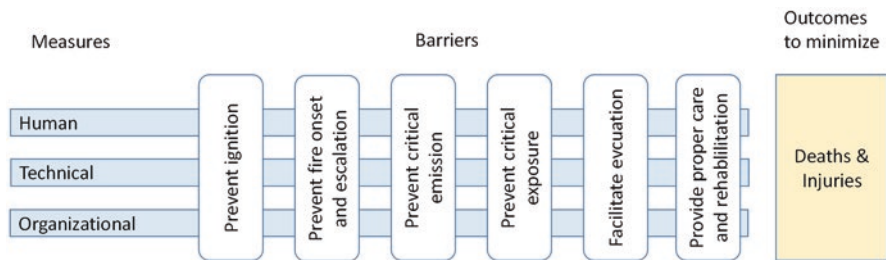 Measures
Barriers
Outcomes
to minimize
Human
Technical
Organizational
Prevent ignition
Prevent fire onset
and escalation
Prevent critical
emission
Prevent critical
exposure
Facilitate evcuation
Provide proper care
and rehabilitation
Deaths &
Injuries